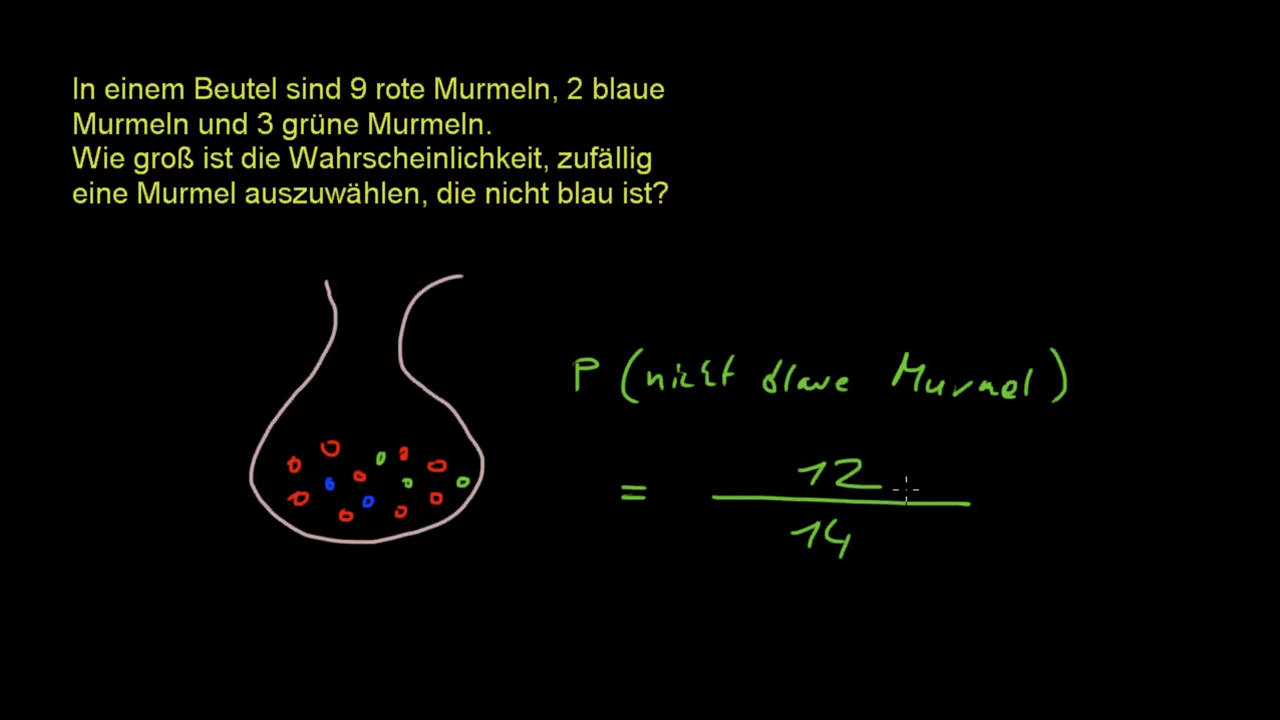 In einem Beutel sind 9 rote Murmeln, 2 blaue
Murmeln und 3 grüne Murmeln.
Wie groß ist die Wahrscheinlichkeit, zufällig
eine Murmel auszuwählen, die nicht blau ist?
P (nicht blaue Murmel)
12
=
14